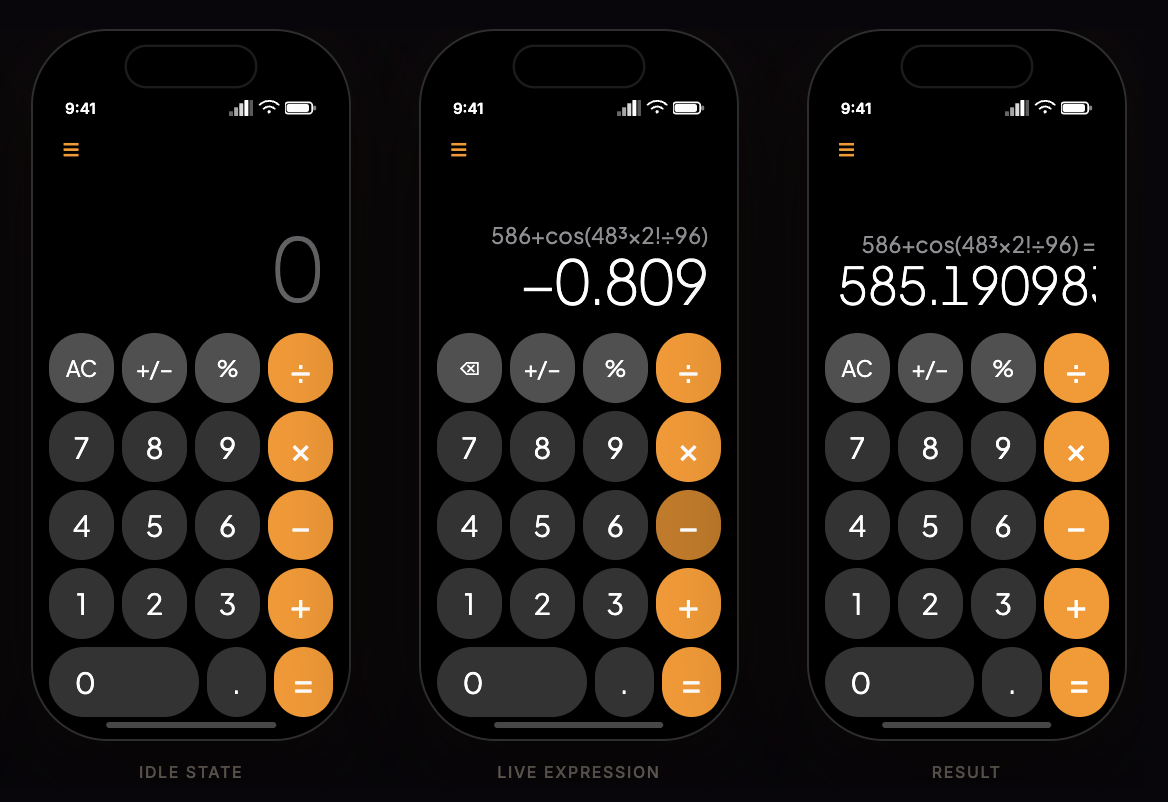 9:41
0
AC +/− % ÷
7 8 9 ×
4 5 6 −
1 2 3 +
0 . =
IDLE STATE
9:41
586+cos(48³×2!÷96)
−0.809
+/− % ÷
7 8 9 ×
4 5 6 −
1 2 3 +
0 . =
LIVE EXPRESSION
9:41
586+cos(48³×2!÷96) =
585.19098
AC +/− % ÷
7 8 9 ×
4 5 6 −
1 2 3 +
0 . =
RESULT